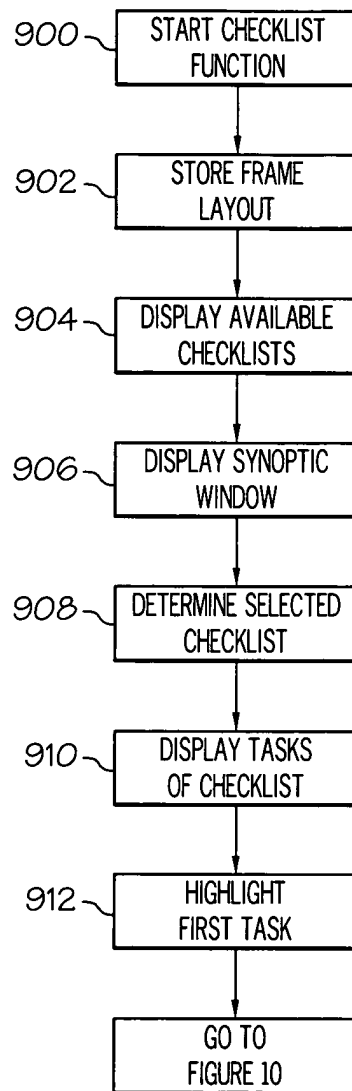 900
START CHECKLIST
FUNCTION
902
STORE FRAME
LAYOUT
904
DISPLAY AVAILABLE
CHECKLISTS
906
DISPLAY SYNOPTIC
WINDOW
908
DETERMINE SELECTED
CHECKLIST
910
DISPLAY TASKS
OF CHECKLIST
912
HIGHLIGHT
FIRST TASK
GO TO
FIGURE 10